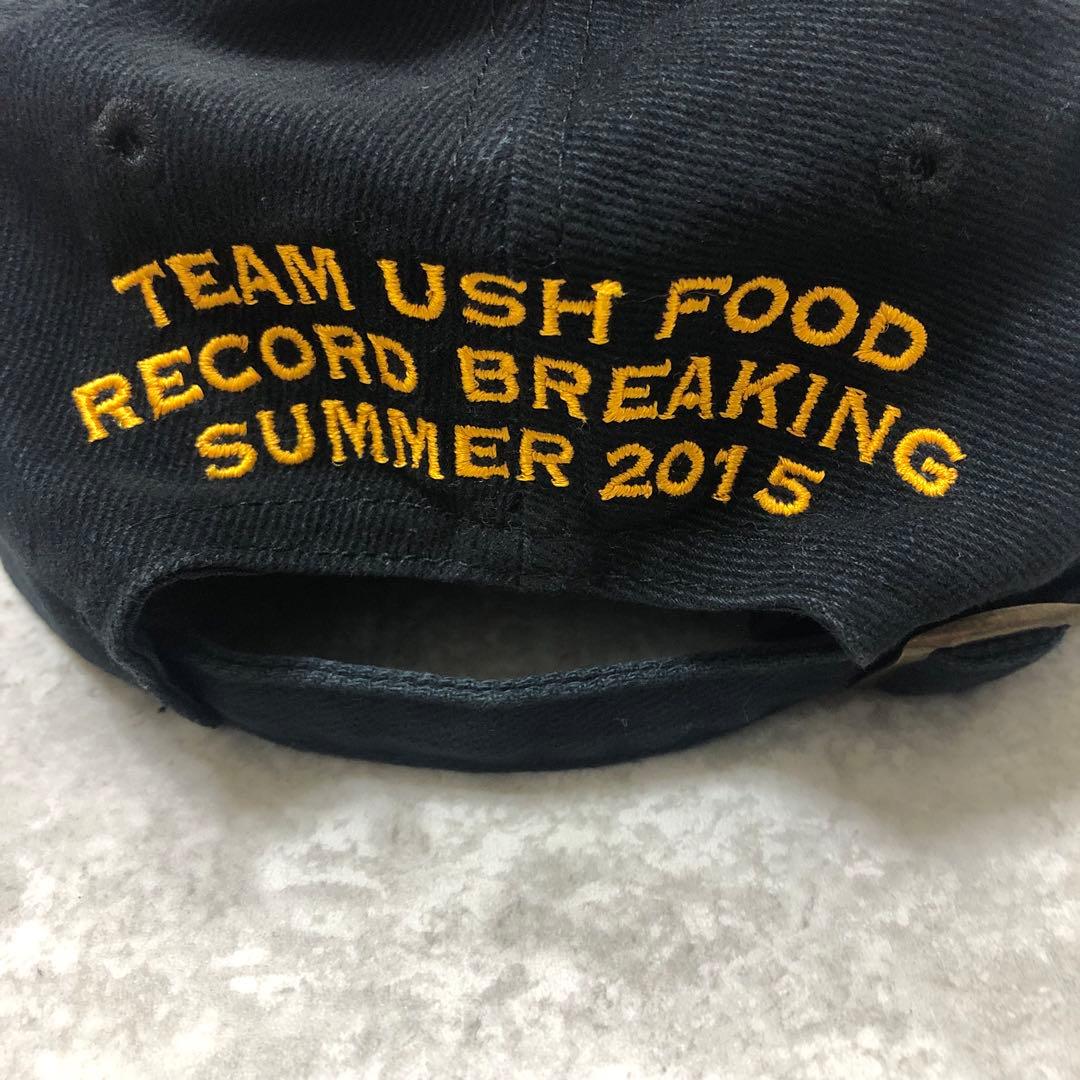 TEAM USH FOOD
RECORD BREAKING
SUMMER 2015